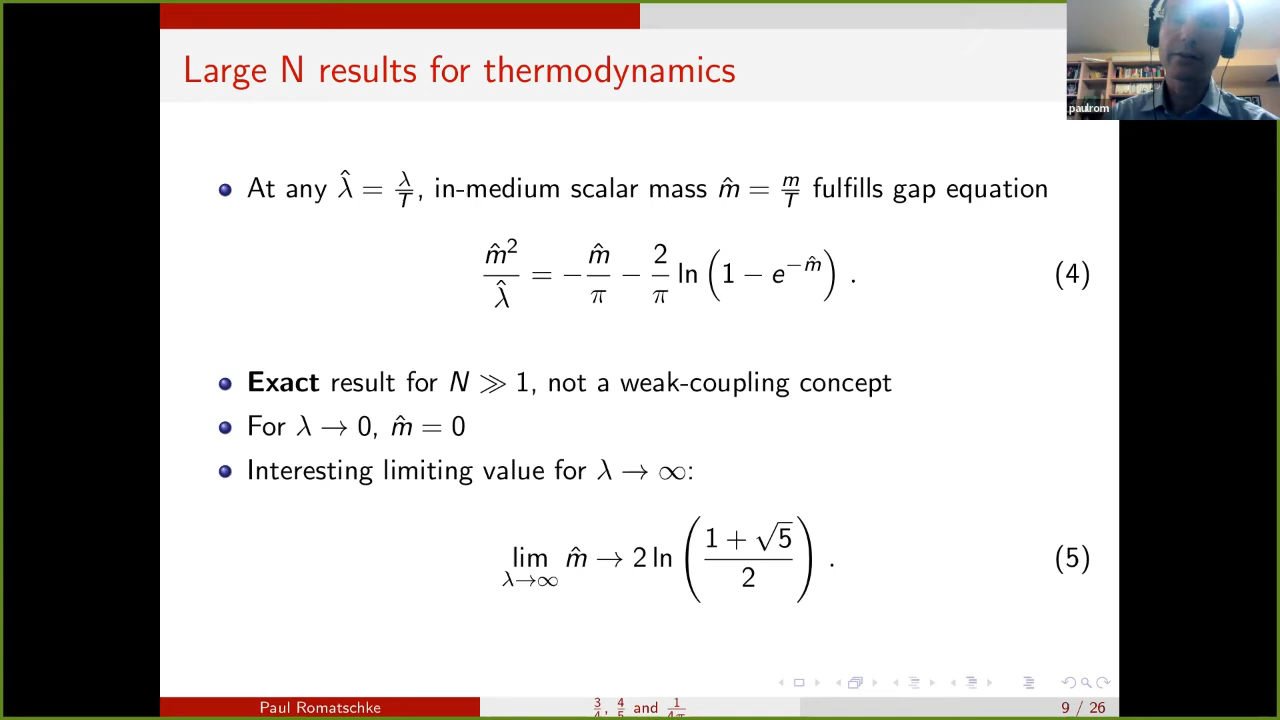 Large N results for thermodynamics
paulrom
At any λ̂ = λ/T, in-medium scalar mass m̂ = m/T fulfills gap equation
m̂²/λ̂ = −m̂/π − 2/π ln(1 − e^{−m̂}) . (4)
Exact result for N ≫ 1, not a weak-coupling concept
For λ → 0, m̂ = 0
Interesting limiting value for λ → ∞:
lim_{λ→∞} m̂ → 2 ln((1 + √5)/2) . (5)
Paul Romatschke
3/4, 4/5 and 1/4π
9 / 26